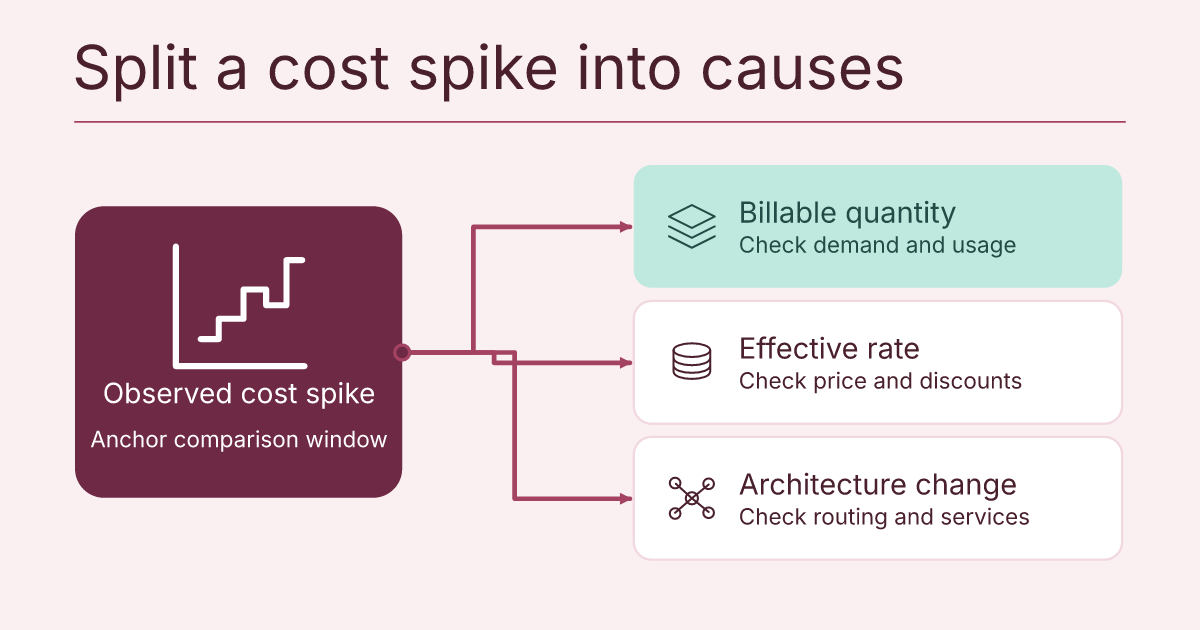 Split a cost spike into causes
Observed cost spike
Anchor comparison window
Billable quantity
Check demand and usage
Effective rate
Check price and discounts
Architecture change
Check routing and services